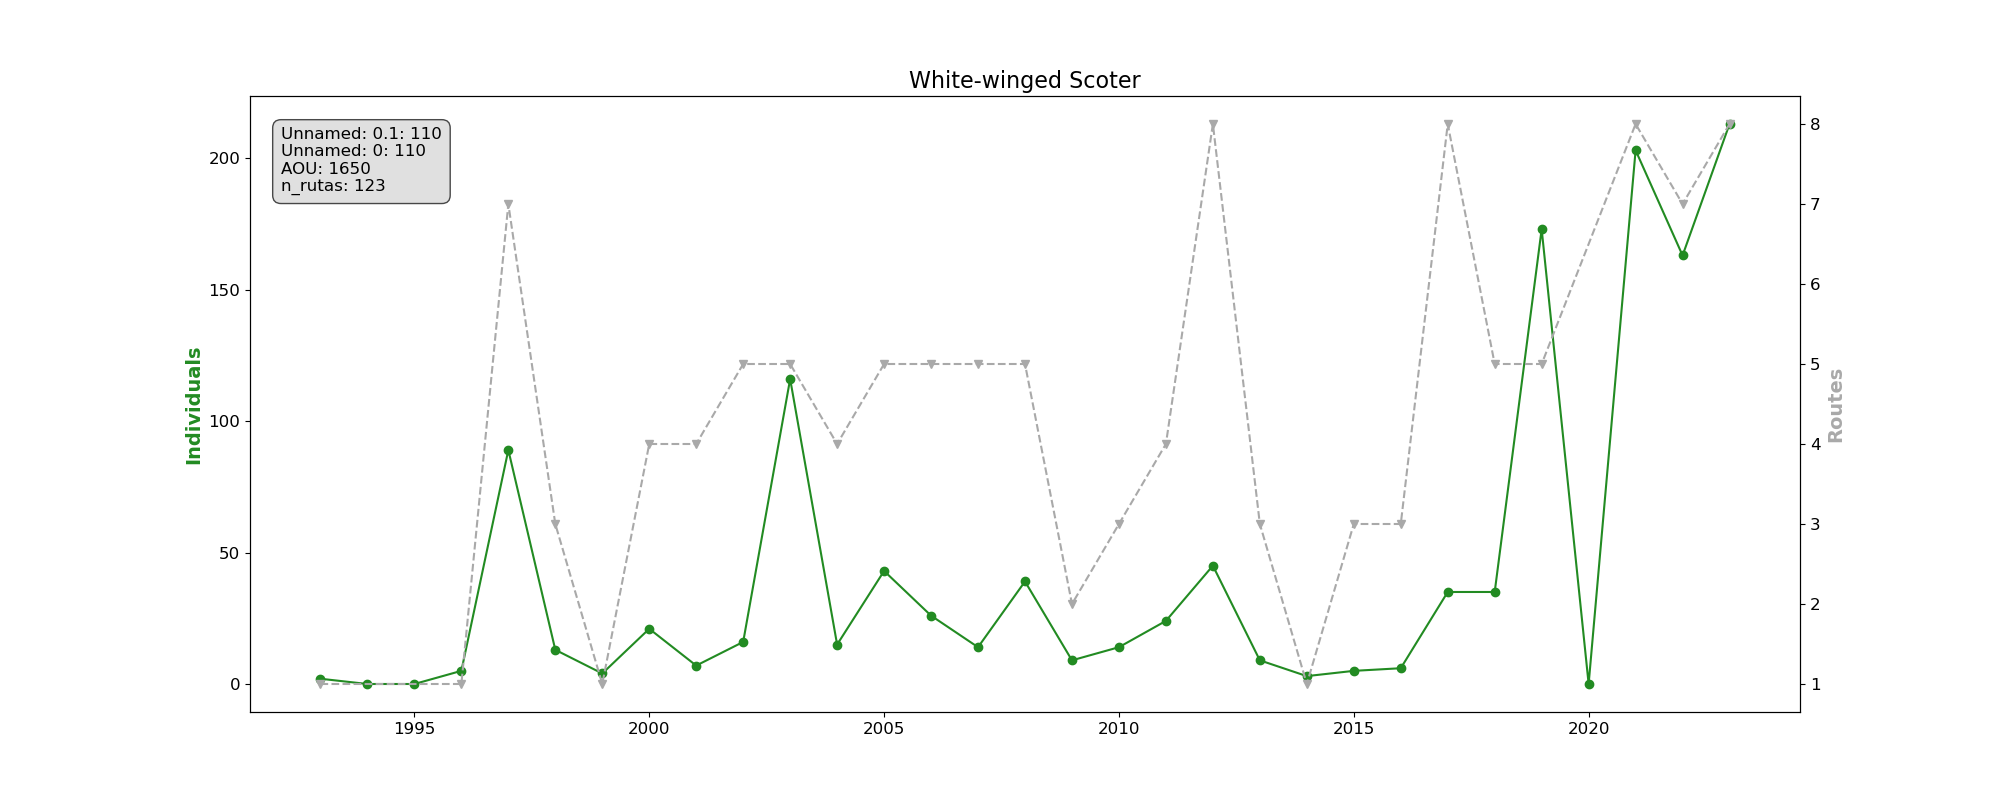 White-winged Scoter
Unnamed: 0.1: 110
Unnamed: 0: 110
AOU: 1650
n_rutas: 123
200
150
100
50
0
Individuals
8
7
6
5
4
3
2
1
Routes
1995
2000
2005
2010
2015
2020